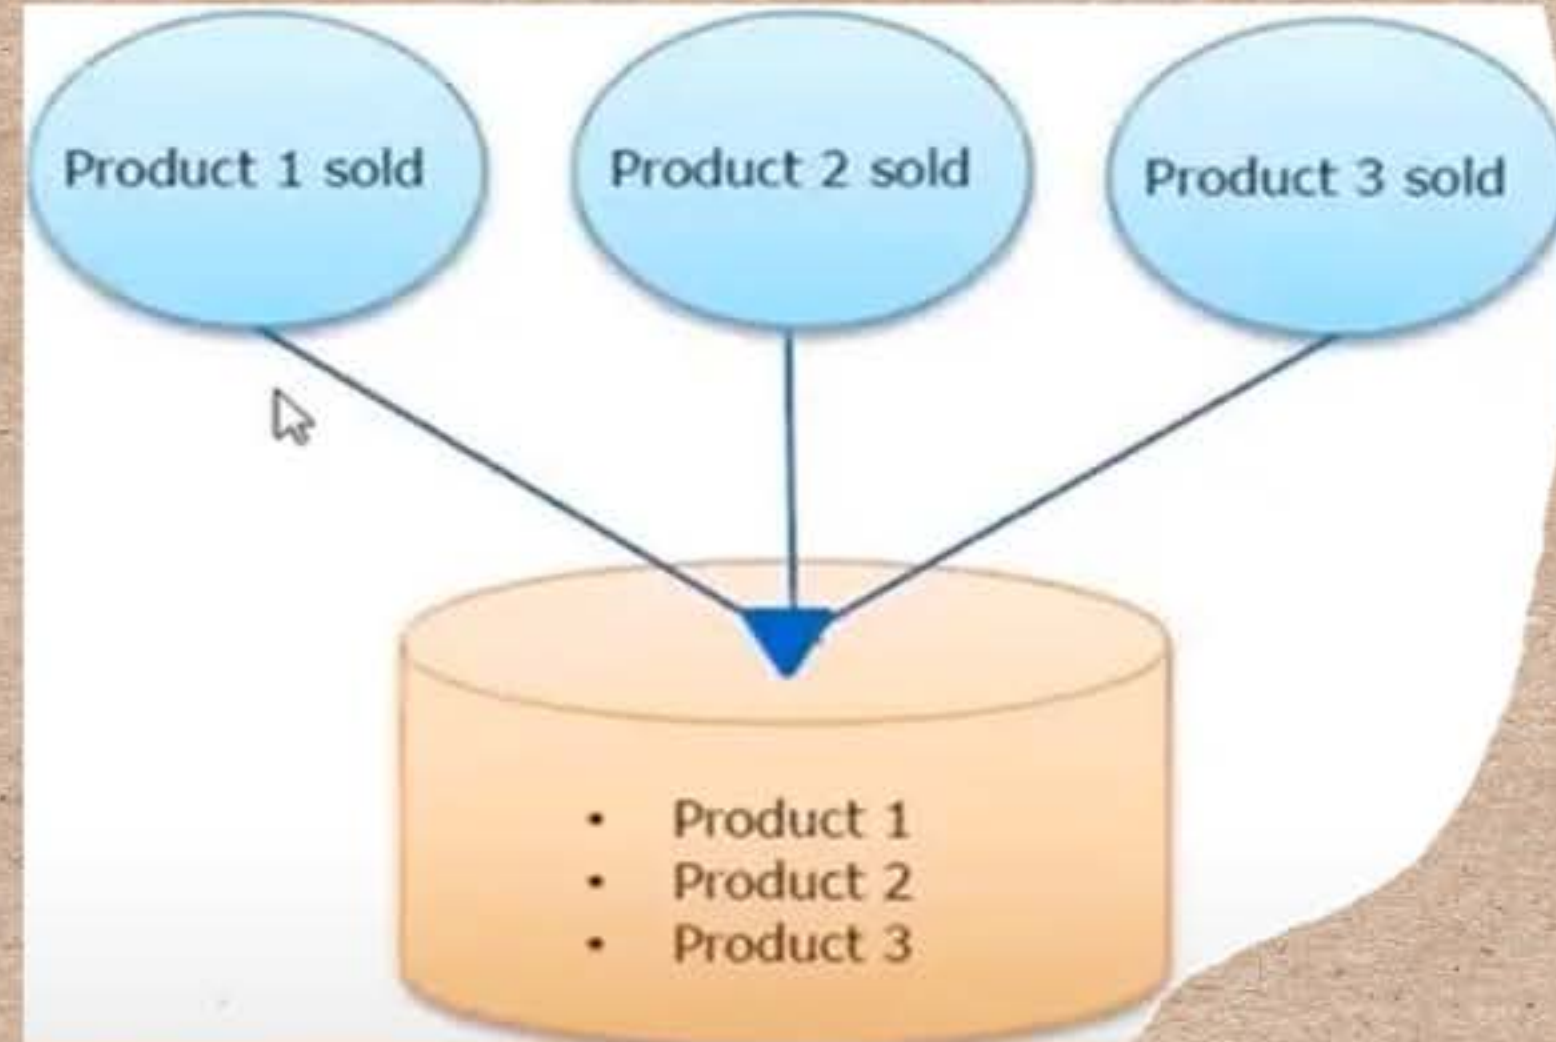 Product 1 sold
Product 2 sold
Product 3 sold
• Product 1
• Product 2
• Product 3